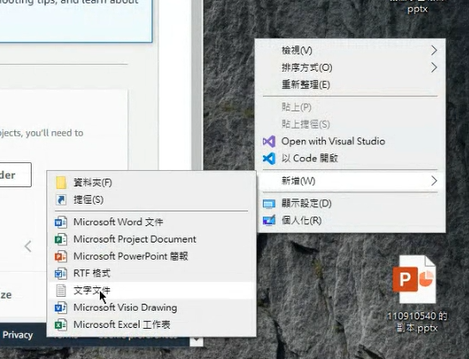 ooting tips, and learn about
pptx
檢視(V)
排序方式(O)
重新整理(E)
貼上(P)
貼上捷徑(S)
Open with Visual Studio
以 Code 開啟
新增(W)
顯示設定(D)
個人化(R)
ojects, you'll need to
der
資料夾(F)
捷徑(S)
Microsoft Word 文件
Microsoft Project Document
Microsoft PowerPoint 簡報
RTF 格式
文字文件
Microsoft Visio Drawing
Microsoft Excel 工作表
ze
Privacy
110910540 的
副本.pptx